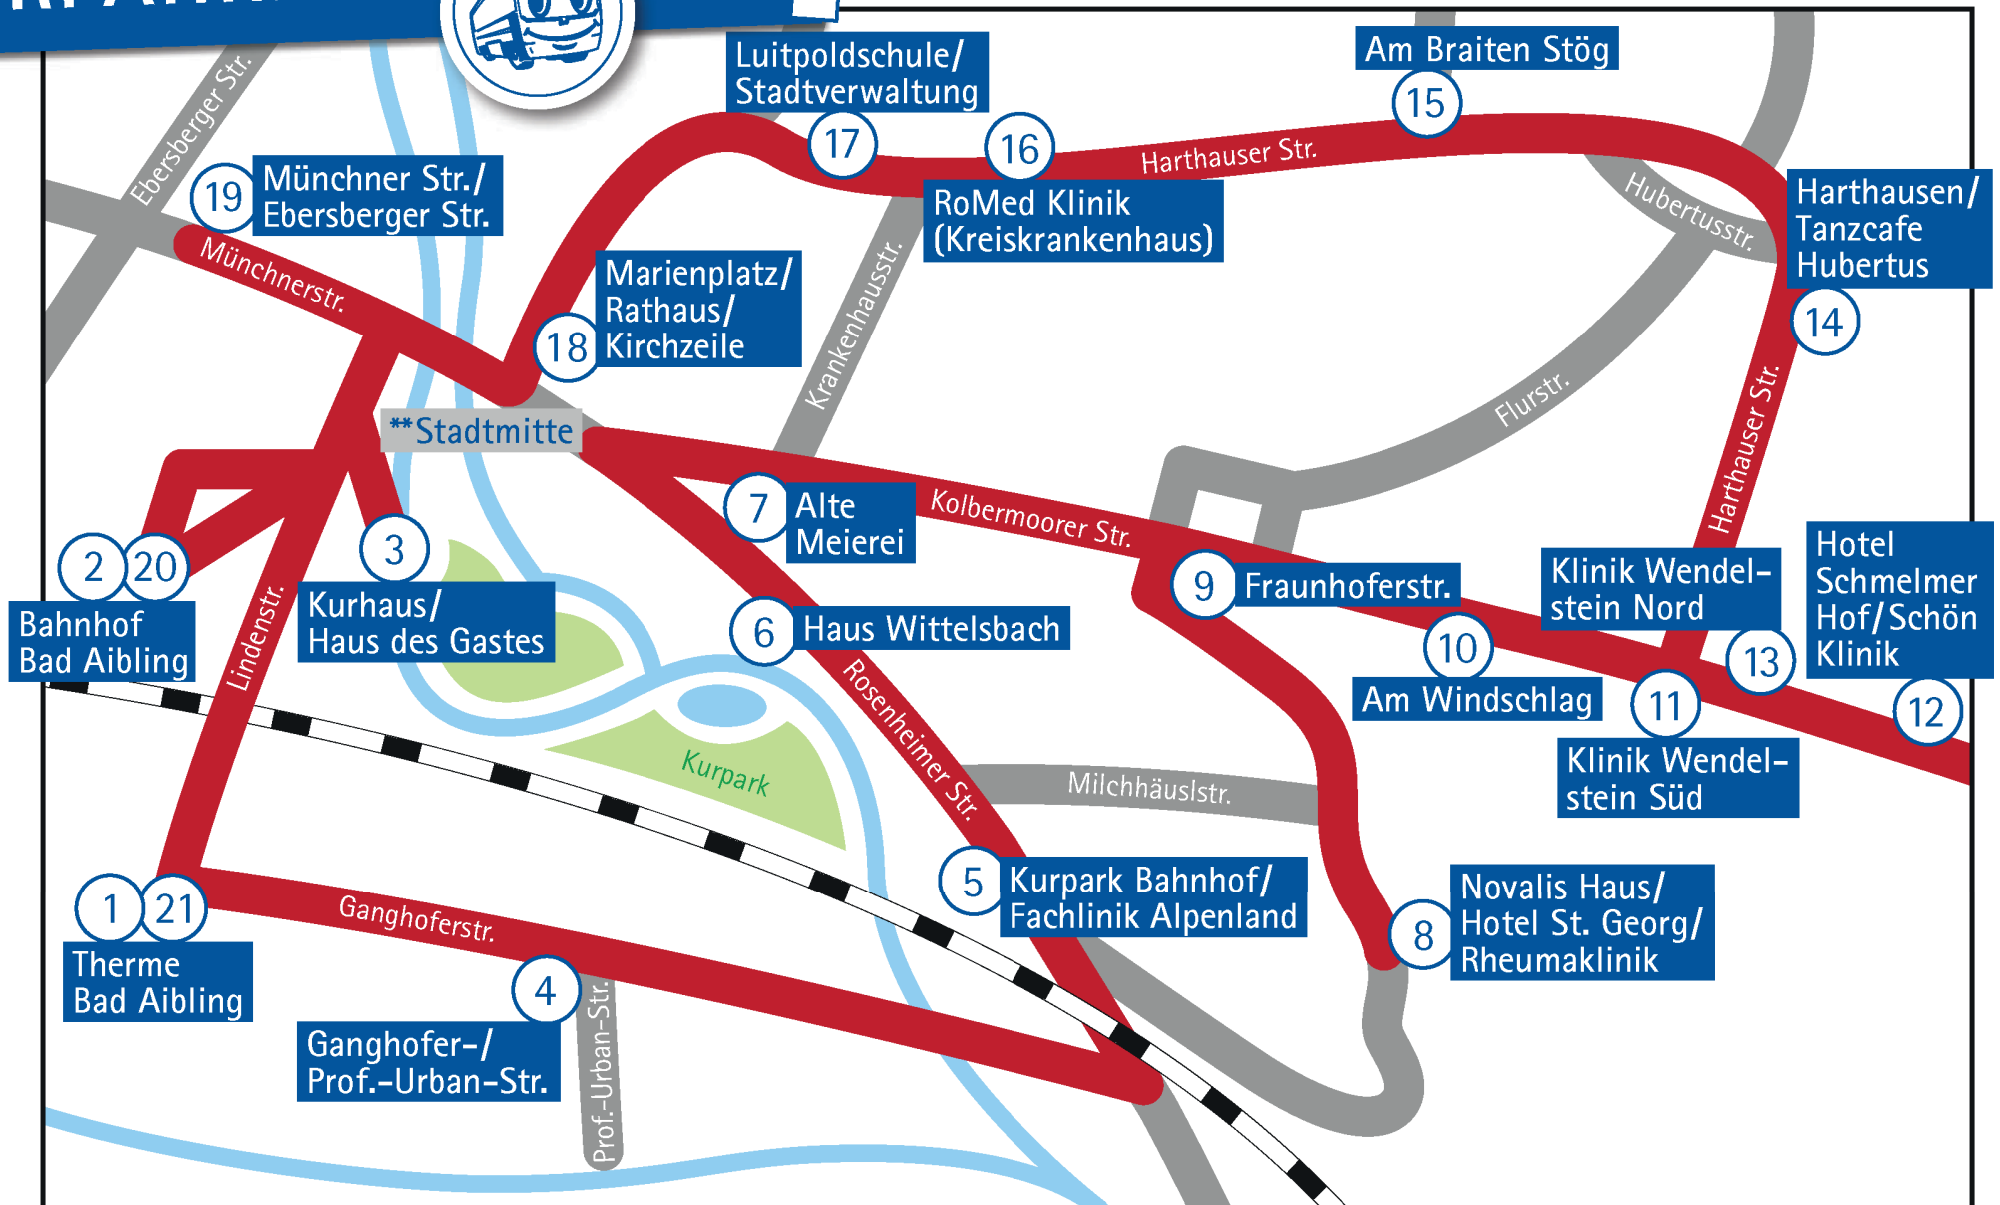 Ebersberger Str.
19
Münchner Str./
Ebersberger Str.
Münchnerstr.
Luitpoldschule/
Stadtverwaltung
17
16
RoMed Klinik
(Kreiskrankenhaus)
Harthauser Str.
Am Braiten Stög
15
Hubertusstr.
Harthausen/
Tanzcafe
Hubertus
14
Marienplatz/
Rathaus/
Kirchzeile
18
Krankenhausstr.
Flurstr.
Harthauser Str.
**Stadtmitte
7
Alte
Meierei
Kolbermoorer Str.
2
20
Bahnhof
Bad Aibling
3
Kurhaus/
Haus des Gastes
Lindenstr.
6
Haus Wittelsbach
9
Fraunhoferstr.
10
Am Windschlag
Klinik Wendel-
stein Nord
13
Hotel
Schmelmer
Hof/Schön
Klinik
12
11
Klinik Wendel-
stein Süd
Rosenheimer Str.
Kurpark
Milchhäuslstr.
5
Kurpark Bahnhof/
Fachlinik Alpenland
8
Novalis Haus/
Hotel St. Georg/
Rheumaklinik
1
21
Therme
Bad Aibling
Ganghoferstr.
4
Ganghofer-/
Prof.-Urban-Str.
Prof.-Urban-Str.